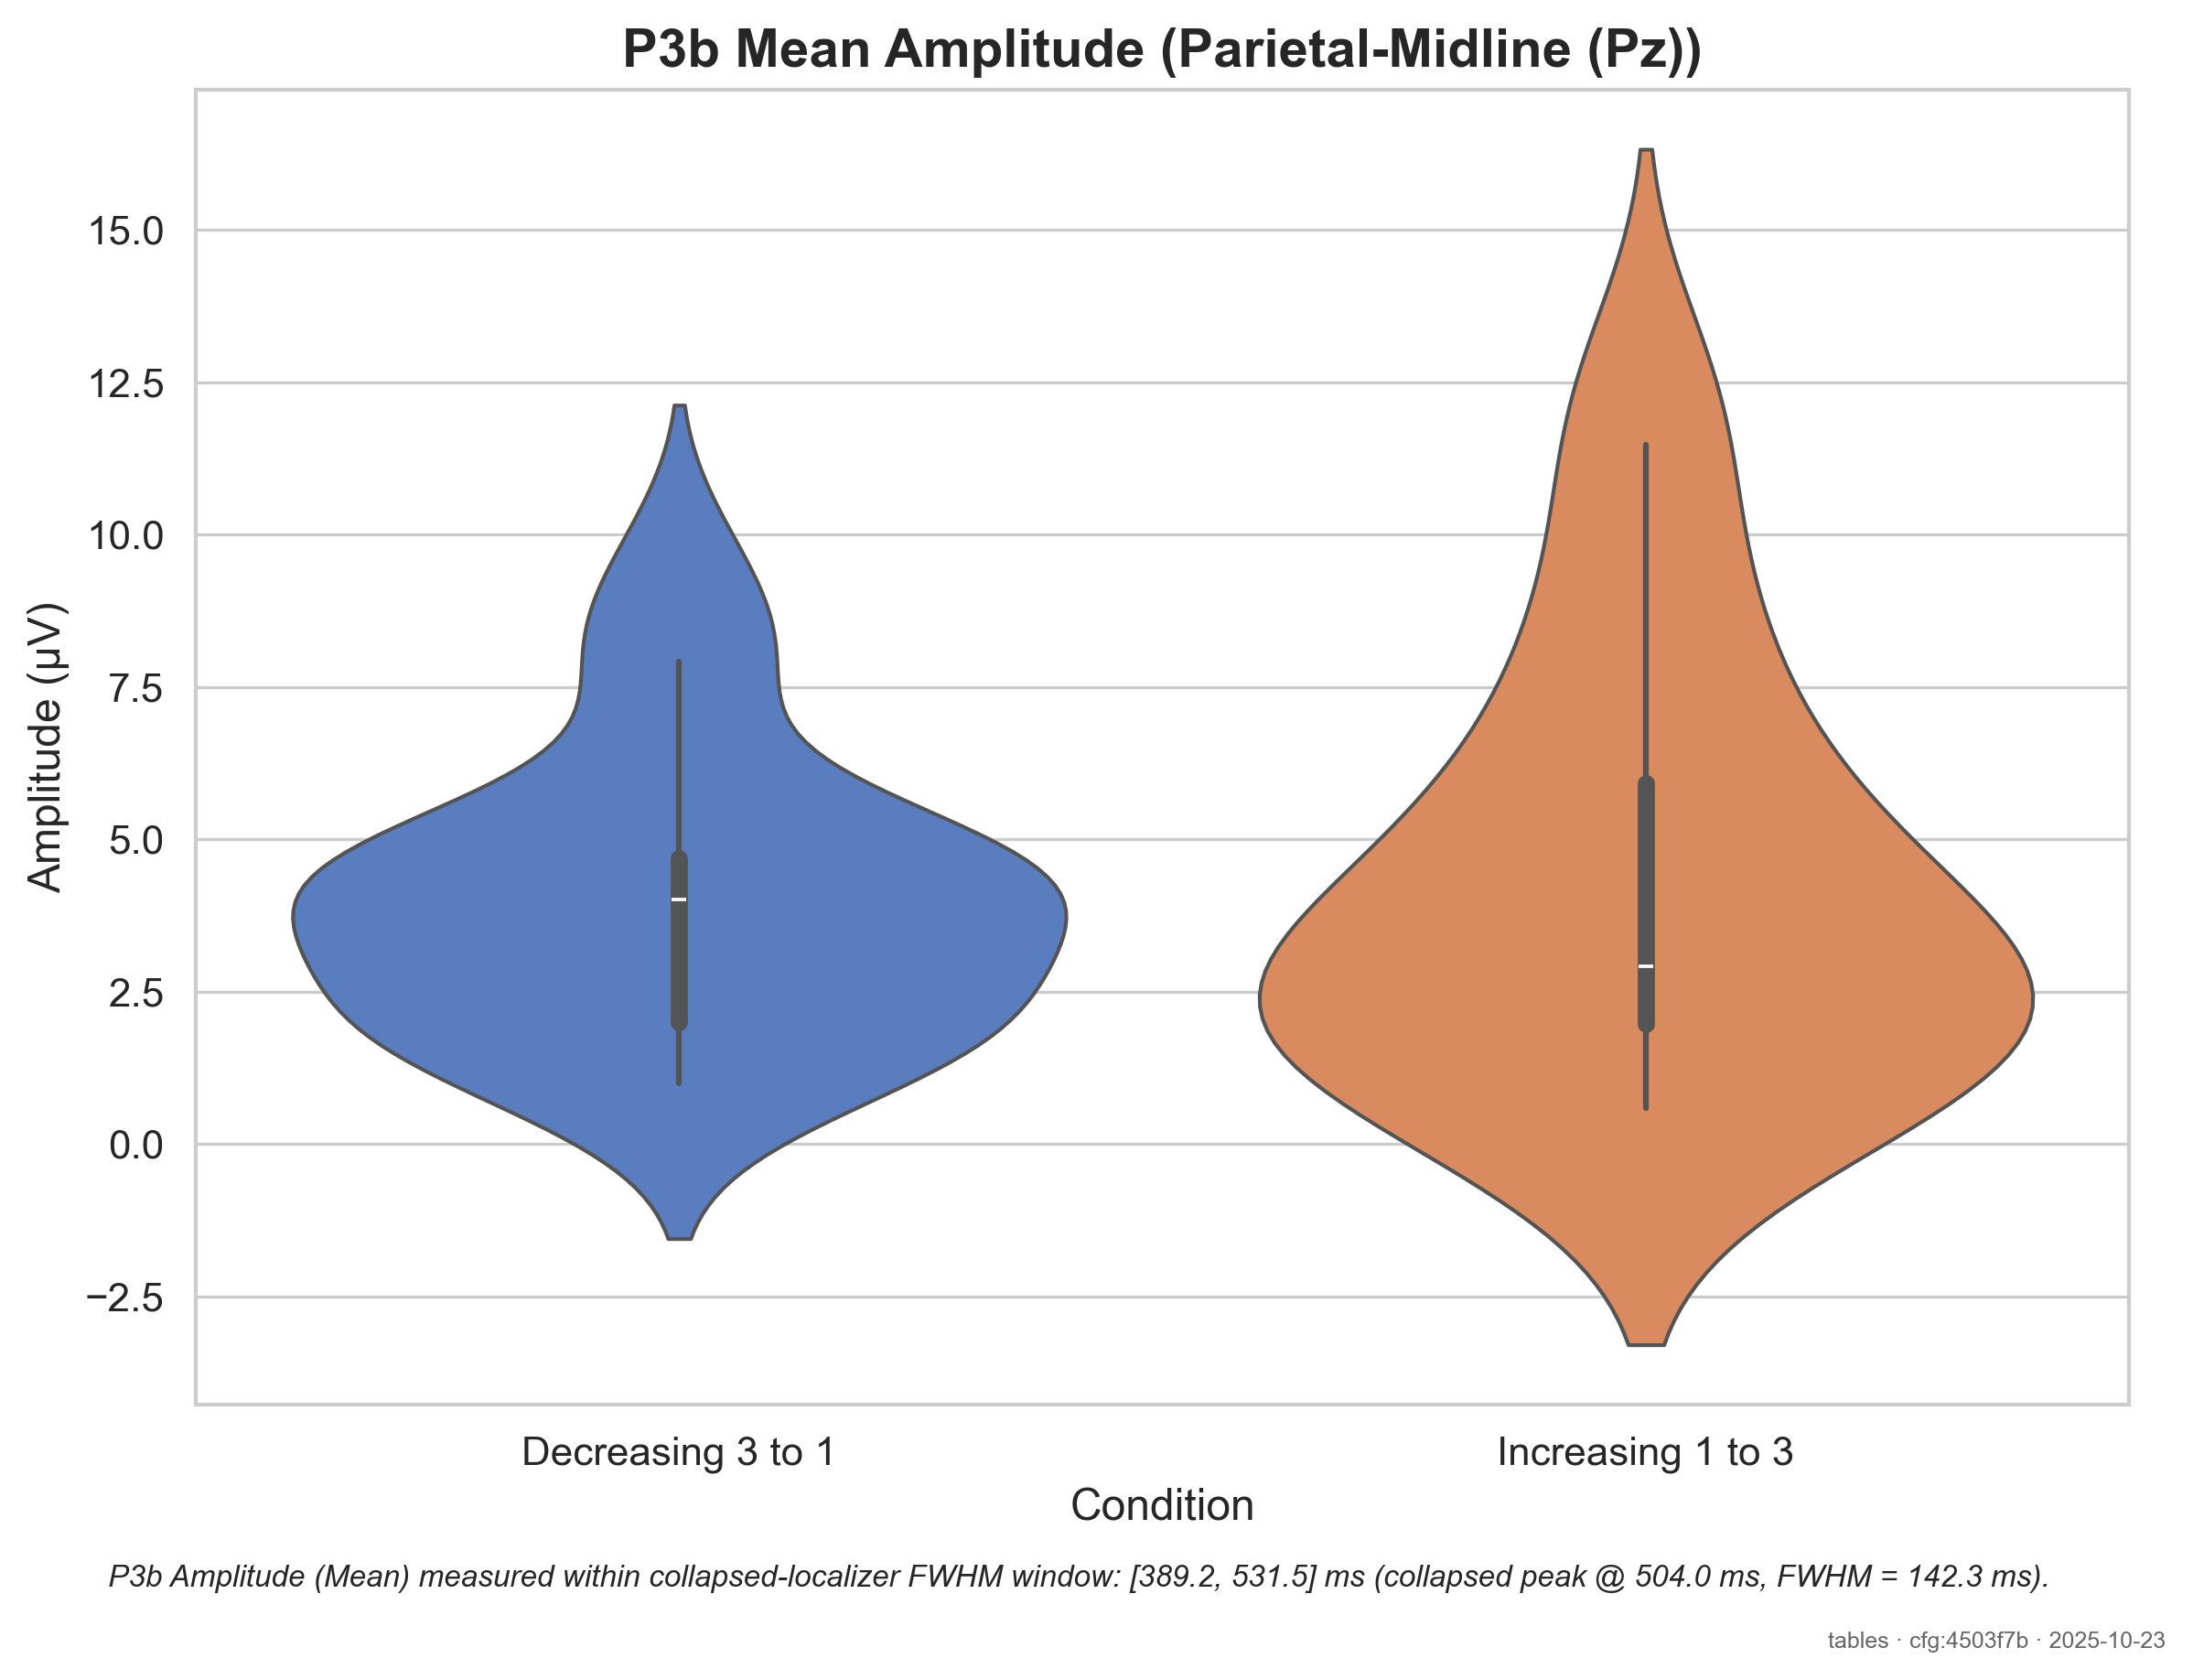 P3b Mean Amplitude (Parietal-Midline (Pz))
Amplitude (µV)
15.0
12.5
10.0
7.5
5.0
2.5
0.0
−2.5
Decreasing 3 to 1
Increasing 1 to 3
Condition
P3b Amplitude (Mean) measured within collapsed-localizer FWHM window: [389.2, 531.5] ms (collapsed peak @ 504.0 ms, FWHM = 142.3 ms).
tables · cfg:4503f7b · 2025-10-23